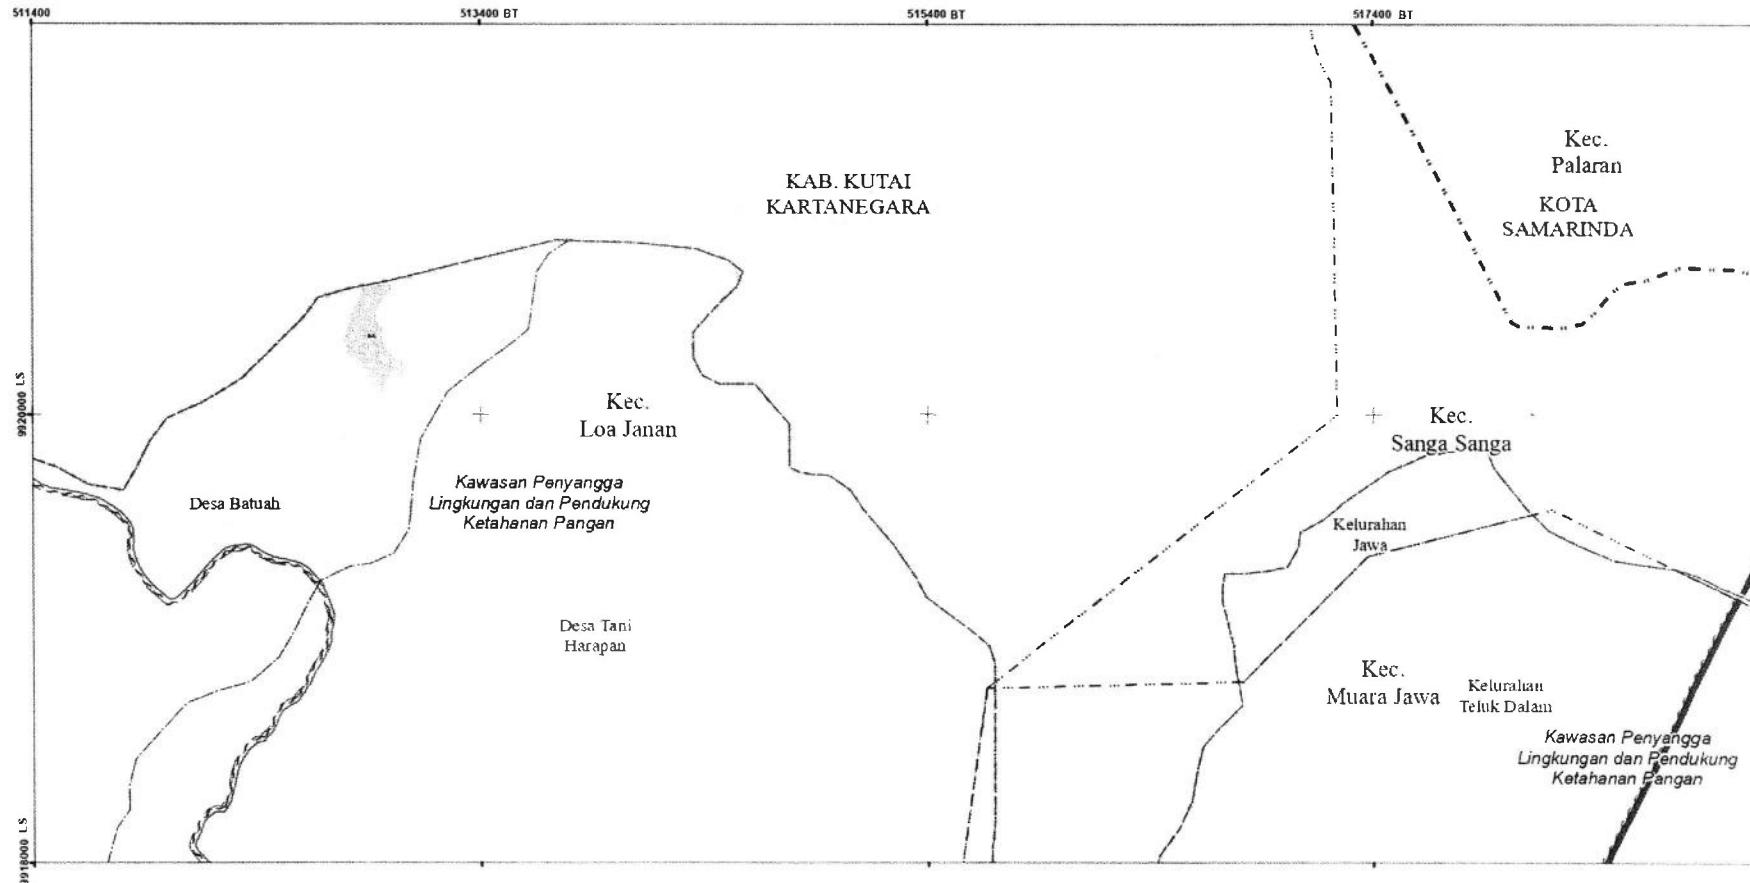 511400
513400 BT
515400 BT
517400 BT
Kec.
Palaran
KAB. KUTAI
KARTANEGARA
KOTA
SAMARINDA
9920000 LS
Kec.
Loa Janan
Kec.
Sanga Sanga
Kawasan Penyangga
Lingkungan dan Pendukung
Ketahanan Pangan
Desa Batuah
Kelurahan
Jawa
Desa Tani
Harapan
Kec.
Muara Jawa
Kelurahan
Teluk Dalam
Kawasan Penyangga
Lingkungan dan Pendukung
Ketahanan Pangan
9918000 LS